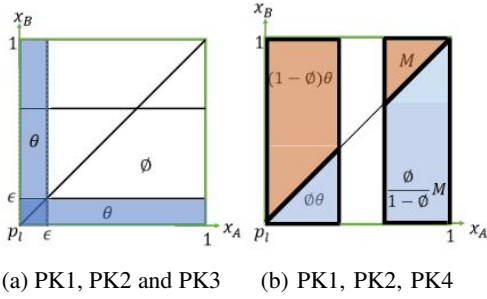 x_B
1
θ
Ø
ϵ
θ
p_l
ϵ
1
x_A
x_B
1
(1−Ø)θ
M
Øθ
Ø/(1−Ø) M
p_l
1
x_A
(a) PK1, PK2 and PK3
(b) PK1, PK2, PK4